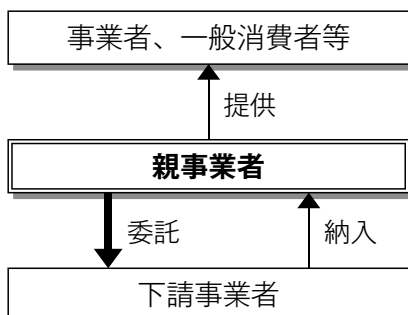 事業者、一般消費者等
提供
親事業者
委託
納入
下請事業者